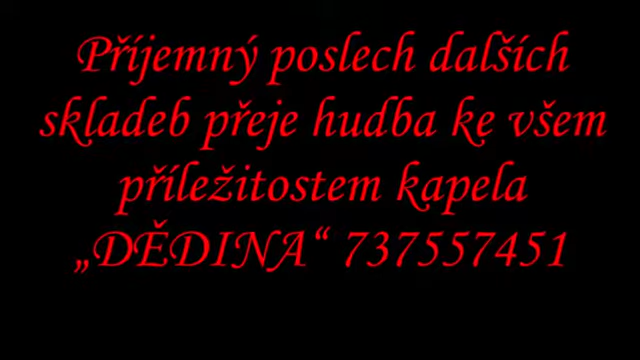 Příjemný poslech dalších
skladeb přeje hudba ke všem
příležitostem kapela
„DĚDINA“ 737557451